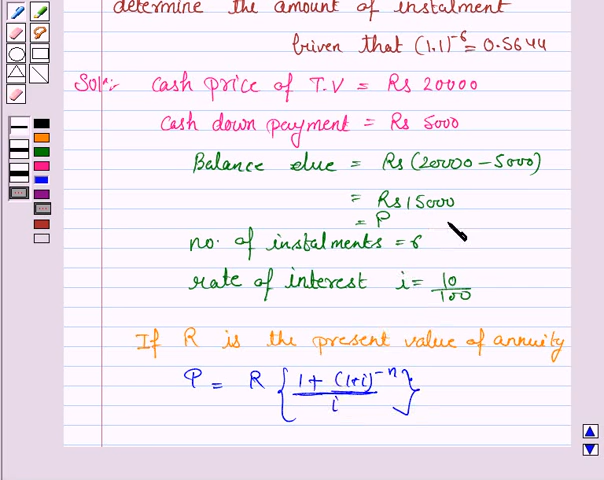 determine the amount of instalment
Given that (1.1)^-6 = 0.5644
Sol^n:- Cash price of T.V = Rs 20000
Cash down payment = Rs 5000
Balance due = Rs (20000 - 5000)
= Rs 15000
= P
no. of instalments = 6
rate of interest i = 10/100
If R is the present value of annuity
P = R { 1 + (1+i)^-n / i }